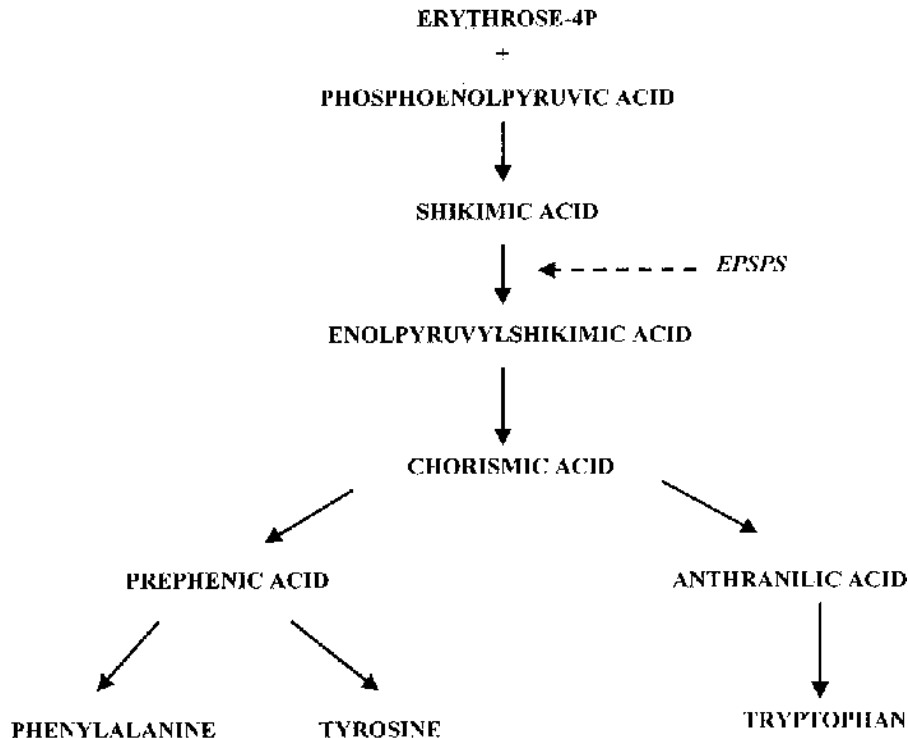 ERYTHROSE-4P
+
PHOSPHOENOLPYRUVIC ACID
SHIKIMIC ACID
EPSPS
ENOLPYRUVYLSHIKIMIC ACID
CHORISMIC ACID
PREPHENIC ACID
ANTHRANILIC ACID
PHENYLALANINE
TYROSINE
TRYPTOPHAN